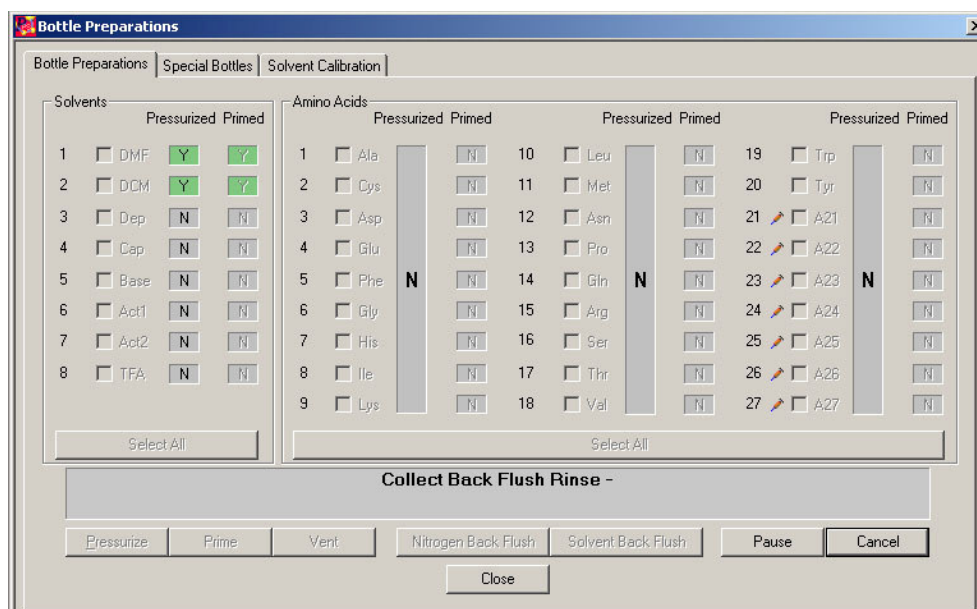 Bottle Preparations
Bottle Preparations Special Bottles Solvent Calibration
Solvents Amino Acids
Pressurized Primed Pressurized Primed Pressurized Primed Pressurized Primed
1 DMF Y Y 1 Ala N 10 Leu N 19 Trp N
2 DCM Y Y 2 Cys N 11 Met N 20 Tyr N
3 Dep N N 3 Asp N 12 Asn N 21 A21 N
4 Cap N N 4 Glu N 13 Pro N 22 A22 N
5 Base N N 5 Phe N N 14 Gln N N 23 A23 N N
6 Act1 N N 6 Gly N 15 Arg N 24 A24 N
7 Act2 N N 7 His N 16 Ser N 25 A25 N
8 TFA N N 8 Ile N 17 Thr N 26 A26 N
9 Lys N 18 Val N 27 A27 N
Select All Select All
Collect Back Flush Rinse -
Pressurize Prime Vent Nitrogen Back Flush Solvent Back Flush Pause Cancel
Close